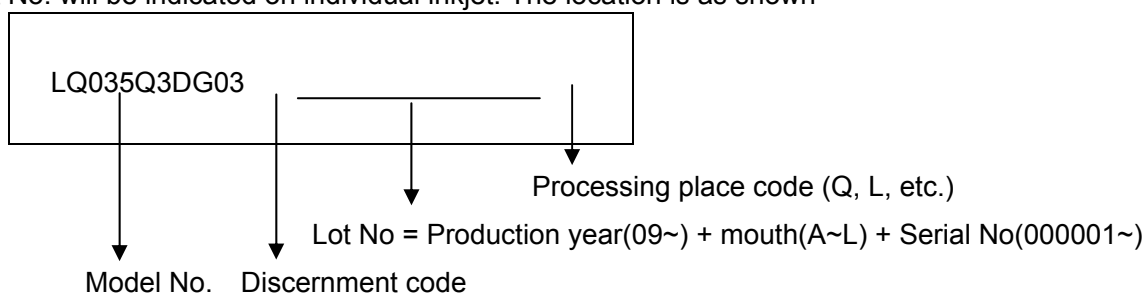 No. will be indicated on individual inkjet. The location is as shown
LQ035Q3DG03
Processing place code (Q, L, etc.)
Lot No = Production year(09~) + mouth(A~L) + Serial No(000001~)
Model No. Discernment code